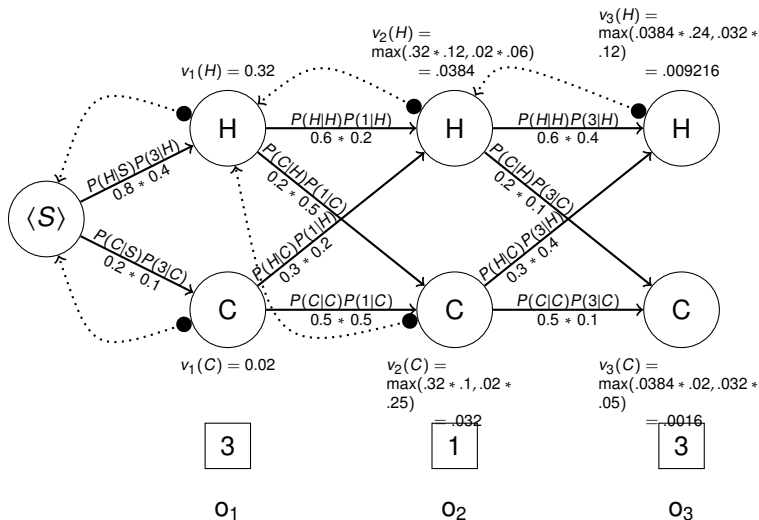 v₃(H) =
max(.0384 ∗ .24, .032 ∗
.12)
= .009216
v₂(H) =
max(.32 ∗ .12, .02 ∗ .06)
= .0384
v₁(H) = 0.32
H
H
H
P(H|H)P(1|H)
0.6 ∗ 0.2
P(H|H)P(3|H)
0.6 ∗ 0.4
P(H|S)P(3|H)
0.8 ∗ 0.4
P(C|H)P(1|C)
0.2 ∗ 0.5
P(C|H)P(3|C)
0.2 ∗ 0.1
⟨S⟩
P(C|S)P(3|C)
0.2 ∗ 0.1
P(H|C)P(1|H)
0.3 ∗ 0.2
P(H|C)P(3|H)
0.3 ∗ 0.4
C
C
C
P(C|C)P(1|C)
0.5 ∗ 0.5
P(C|C)P(3|C)
0.5 ∗ 0.1
v₁(C) = 0.02
v₂(C) =
max(.32 ∗ .1, .02 ∗
.25)
= .032
v₃(C) =
max(.0384 ∗ .02, .032 ∗
.05)
= .0016
3
1
3
o₁
o₂
o₃